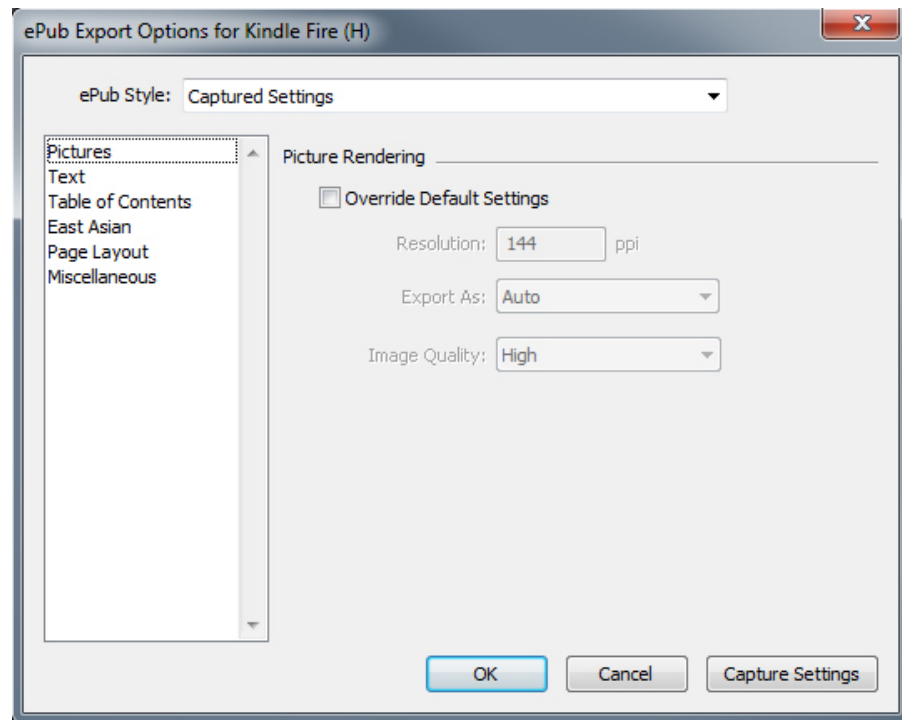 ePub Export Options for Kindle Fire (H)
ePub Style: Captured Settings
Pictures
Text
Table of Contents
East Asian
Page Layout
Miscellaneous
Picture Rendering
Override Default Settings
Resolution: 144 ppi
Export As: Auto
Image Quality: High
OK Cancel Capture Settings